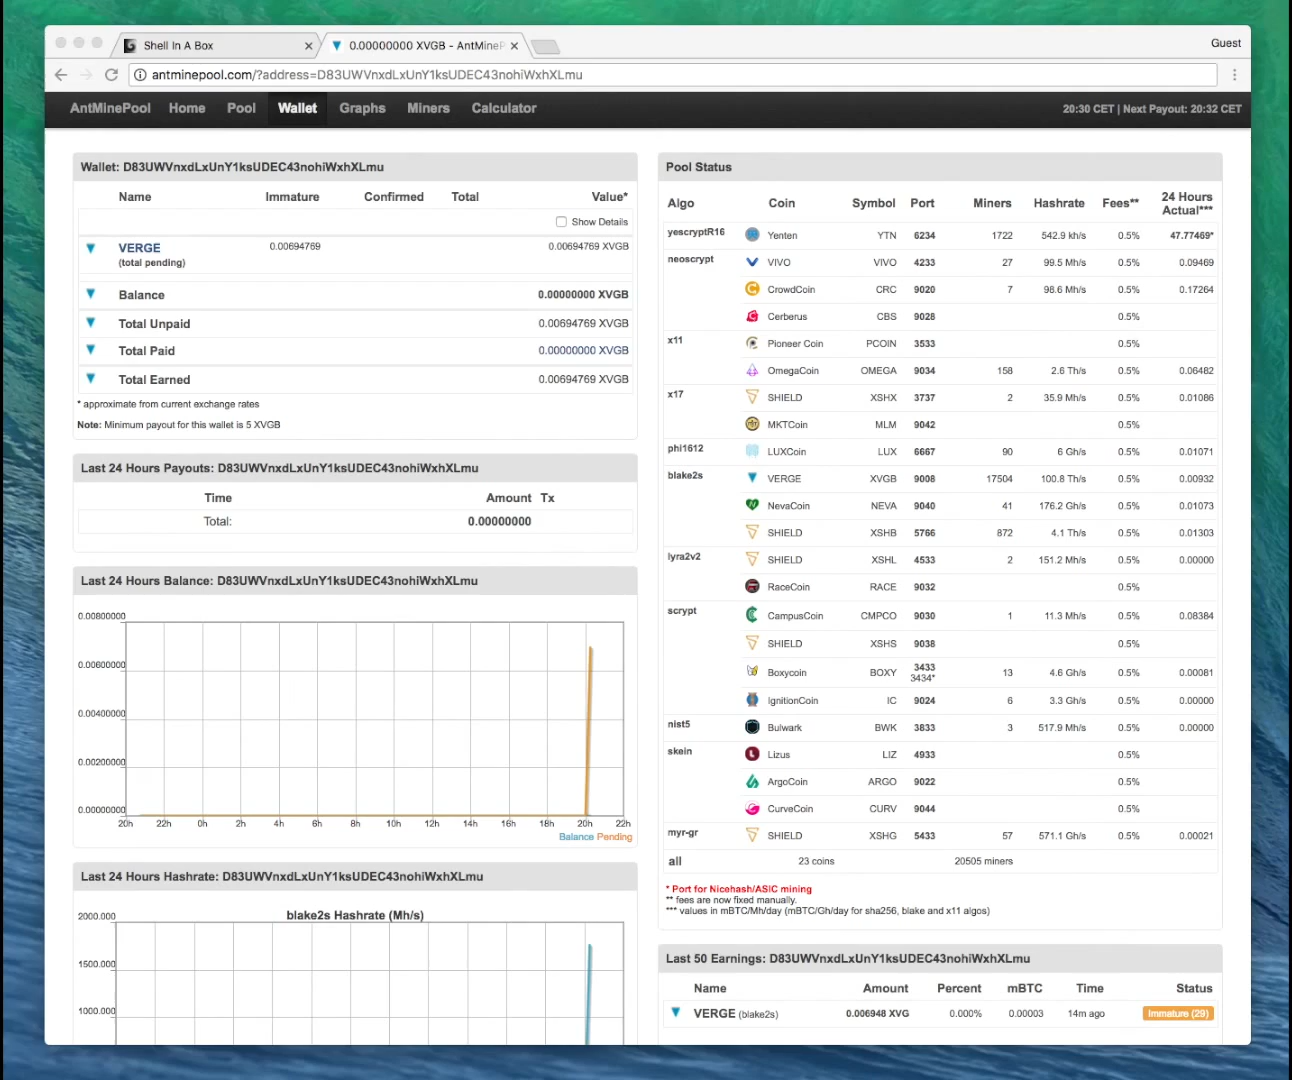 Shell In A Box
0.00000000 XVGB - AntMineP
Guest
antminepool.com/?address=D83UWVnxdLxUnY1ksUDEC43nohiWxhXLmu
AntMinePool Home Pool Wallet Graphs Miners Calculator
20:30 CET | Next Payout: 20:32 CET
Wallet: D83UWVnxdLxUnY1ksUDEC43nohiWxhXLmu
Name Immature Confirmed Total Value*
Show Details
VERGE 0.00694769 0.00694769 XVGB
(total pending)
Balance 0.00000000 XVGB
Total Unpaid 0.00694769 XVGB
Total Paid 0.00000000 XVGB
Total Earned 0.00694769 XVGB
* approximate from current exchange rates
Note: Minimum payout for this wallet is 5 XVGB
Last 24 Hours Payouts: D83UWVnxdLxUnY1ksUDEC43nohiWxhXLmu
Time Amount Tx
Total: 0.00000000
Last 24 Hours Balance: D83UWVnxdLxUnY1ksUDEC43nohiWxhXLmu
0.00800000
0.00600000
0.00400000
0.00200000
0.00000000
20h 22h 0h 2h 4h 6h 8h 10h 12h 14h 16h 18h 20h 22h
Balance Pending
Last 24 Hours Hashrate: D83UWVnxdLxUnY1ksUDEC43nohiWxhXLmu
blake2s Hashrate (Mh/s)
2000.000
1500.000
1000.000
Pool Status
Algo Coin Symbol Port Miners Hashrate Fees** 24 Hours
Actual***
yescryptR16 Yenten YTN 6234 1722 542.9 kh/s 0.5% 47.77469*
neoscrypt VIVO VIVO 4233 27 99.5 Mh/s 0.5% 0.09469
CrowdCoin CRC 9020 7 98.6 Mh/s 0.5% 0.17264
Cerberus CBS 9028 0.5%
x11 Pioneer Coin PCOIN 3533 0.5%
OmegaCoin OMEGA 9034 158 2.6 Th/s 0.5% 0.06482
x17 SHIELD XSHX 3737 2 35.9 Mh/s 0.5% 0.01086
MKTCoin MLM 9042 0.5%
phi1612 LUXCoin LUX 6667 90 6 Gh/s 0.5% 0.01071
blake2s VERGE XVGB 9008 17504 100.8 Th/s 0.5% 0.00932
NevaCoin NEVA 9040 41 176.2 Gh/s 0.5% 0.01073
SHIELD XSHB 5766 872 4.1 Th/s 0.5% 0.01303
lyra2v2 SHIELD XSHL 4533 2 151.2 Mh/s 0.5% 0.00000
RaceCoin RACE 9032 0.5%
scrypt CampusCoin CMPCO 9030 1 11.3 Mh/s 0.5% 0.08384
SHIELD XSHS 9038 0.5%
Boxycoin BOXY 3433 13 4.6 Gh/s 0.5% 0.00081
3434*
IgnitionCoin IC 9024 6 3.3 Gh/s 0.5% 0.00000
nist5 Bulwark BWK 3833 3 517.9 Mh/s 0.5% 0.00000
skein Lizus LIZ 4933 0.5%
ArgoCoin ARGO 9022 0.5%
CurveCoin CURV 9044 0.5%
myr-gr SHIELD XSHG 5433 57 571.1 Gh/s 0.5% 0.00021
all 23 coins 20505 miners
* Port for Nicehash/ASIC mining
** fees are now fixed manually.
*** values in mBTC/Mh/day (mBTC/Gh/day for sha256, blake and x11 algos)
Last 50 Earnings: D83UWVnxdLxUnY1ksUDEC43nohiWxhXLmu
Name Amount Percent mBTC Time Status
VERGE (blake2s) 0.006948 XVG 0.000% 0.00003 14m ago Immature (29)